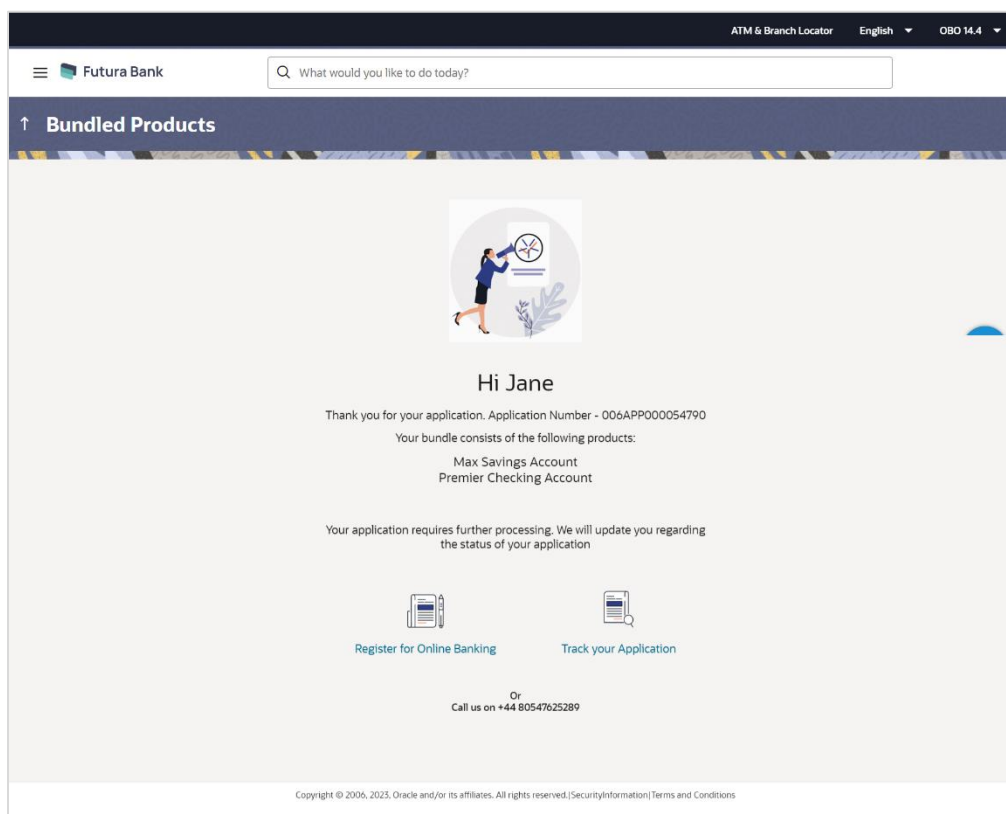 ATM & Branch Locator English OBO 14.4
Futura Bank What would you like to do today?
Bundled Products
Hi Jane
Thank you for your application. Application Number - 006APP000054790
Your bundle consists of the following products:
Max Savings Account
Premier Checking Account
Your application requires further processing. We will update you regarding
the status of your application
Register for Online Banking Track your Application
Or
Call us on +44 80547625289
Copyright © 2006, 2023, Oracle and/or its affiliates. All rights reserved.|SecurityInformation|Terms and Conditions